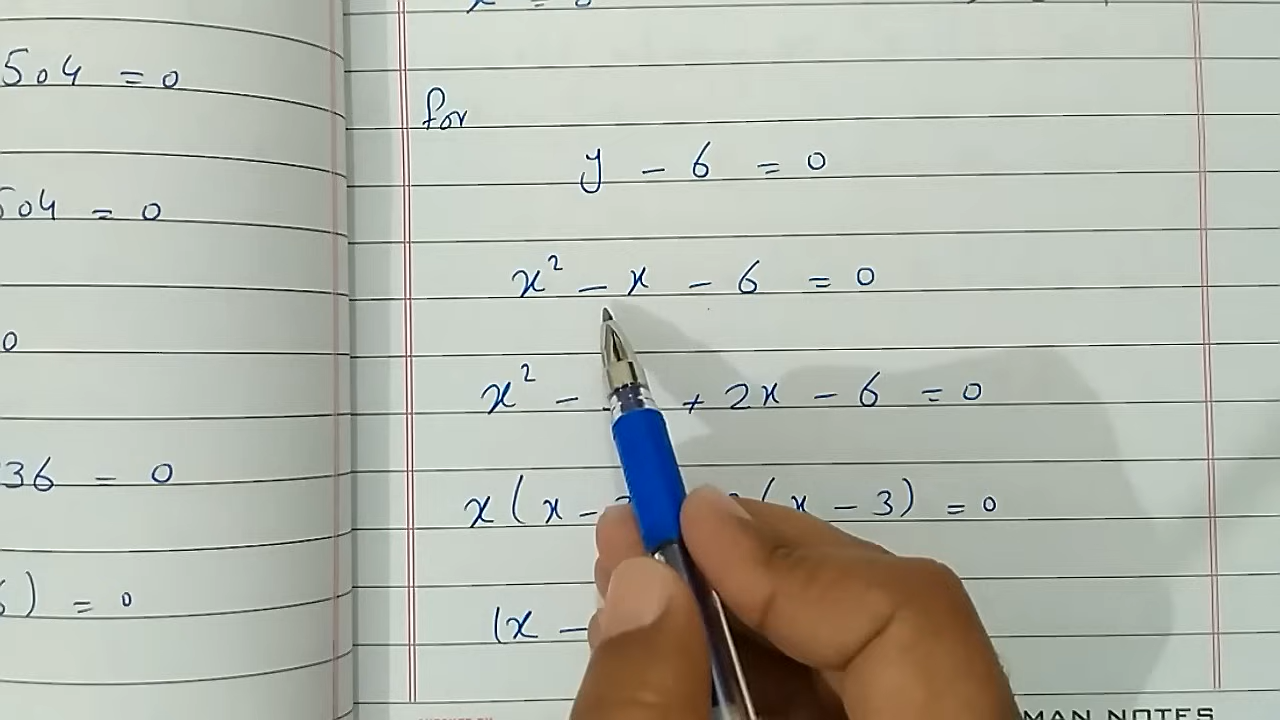 504 = 0
504 = 0
0
36 = 0
) = 0
for
y - 6 = 0
x² - x - 6 = 0
x² - + 2x - 6 = 0
x(x - (x - 3) = 0
(x -
MAN NOTES